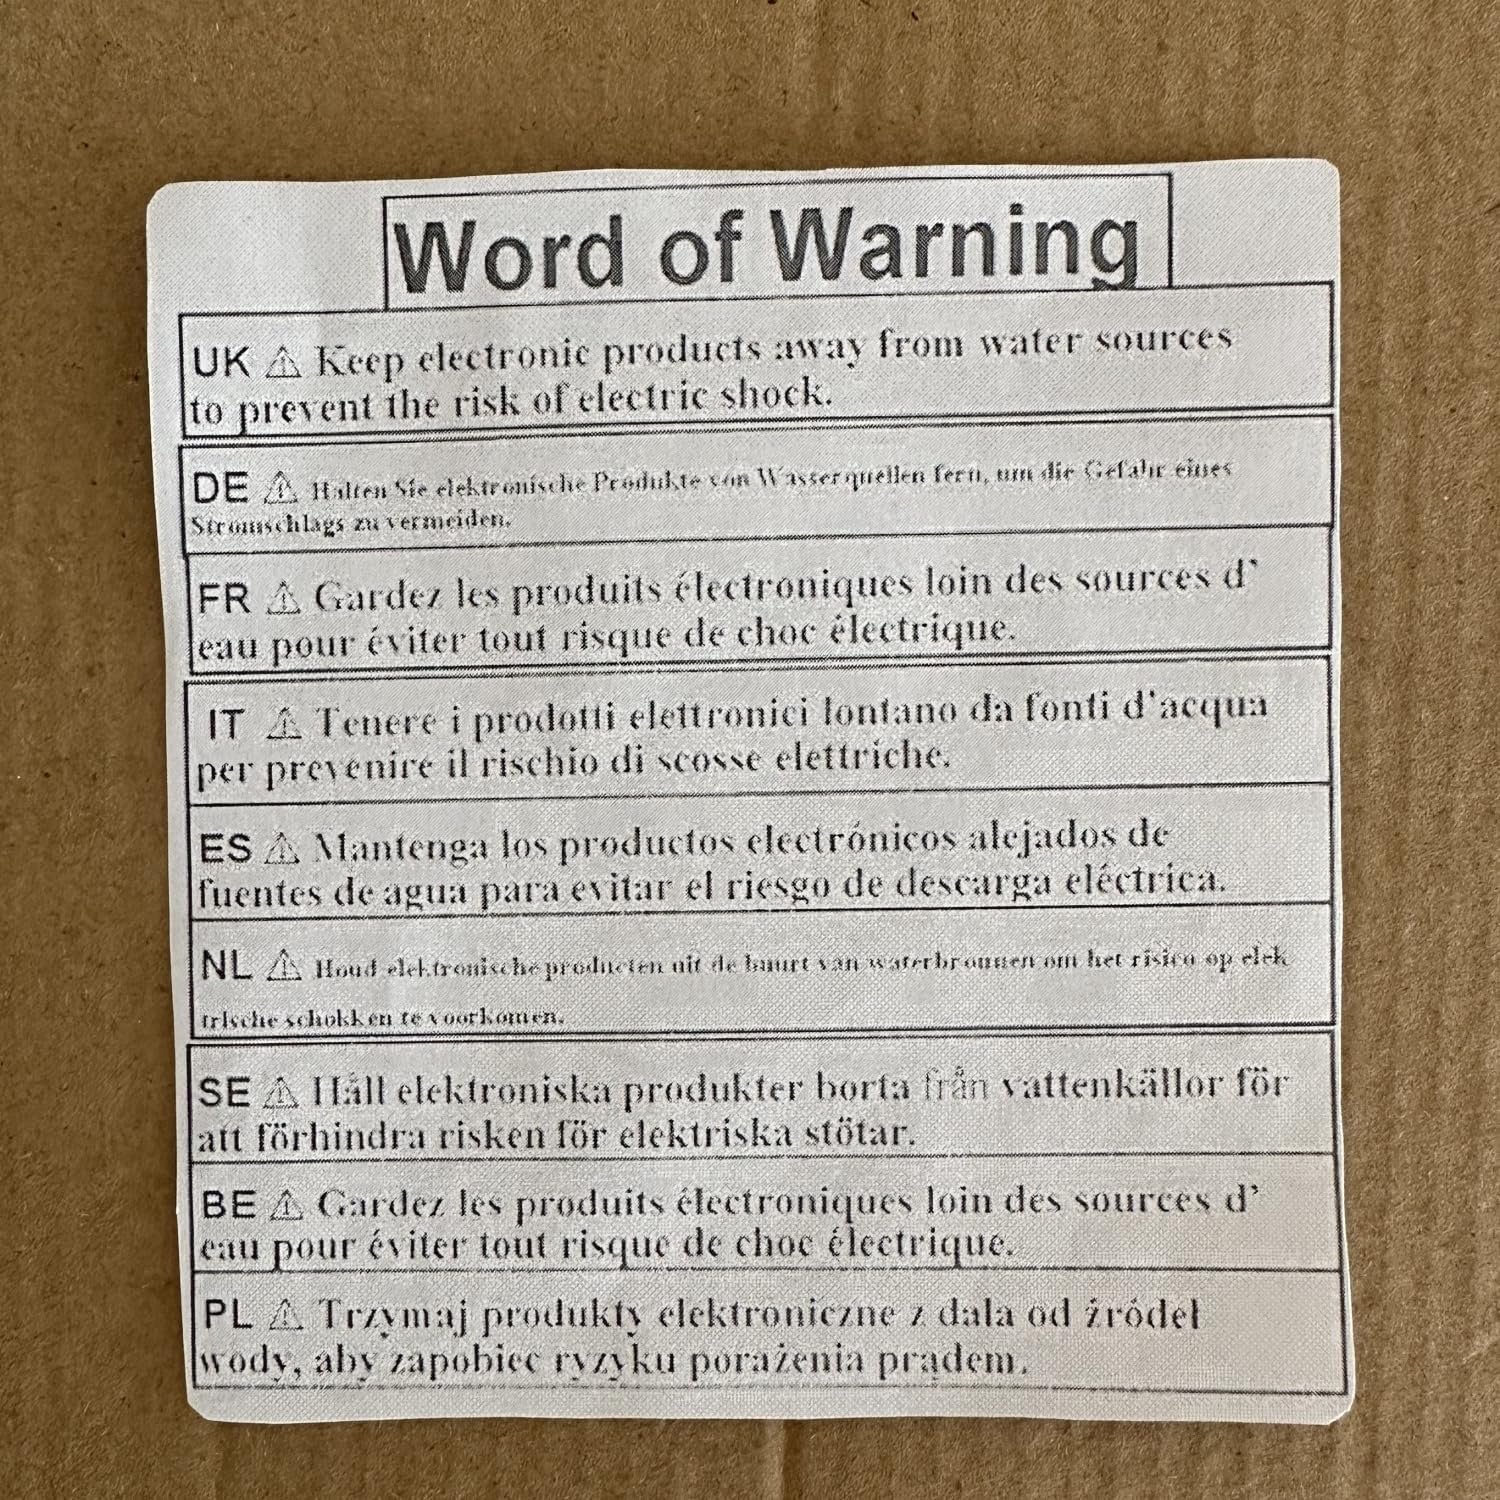 Word of Warning
UK ⚠ Keep electronic products away from water sources
to prevent the risk of electric shock.
DE ⚠ Halten Sie elektronische Produkte von Wasserquellen fern, um die Gefahr eines
Stromschlags zu vermeiden.
FR ⚠ Gardez les produits électroniques loin des sources d’
eau pour éviter tout risque de choc électrique.
IT ⚠ Tenere i prodotti elettronici lontano da fonti d’acqua
per prevenire il rischio di scosse elettriche.
ES ⚠ Mantenga los productos electrónicos alejados de
fuentes de agua para evitar el riesgo de descarga eléctrica.
NL ⚠ Houd elektronische producten uit de buurt van waterbronnen om het risico op elek
trische schokken te voorkomen.
SE ⚠ Håll elektroniska produkter borta från vattenkällor för
att förhindra risken för elektriska stötar.
BE ⚠ Gardez les produits électroniques loin des sources d’
eau pour éviter tout risque de choc électrique.
PL ⚠ Trzymaj produkty elektroniczne z dala od źródeł
wody, aby zapobiec ryzyku porażenia prądem.